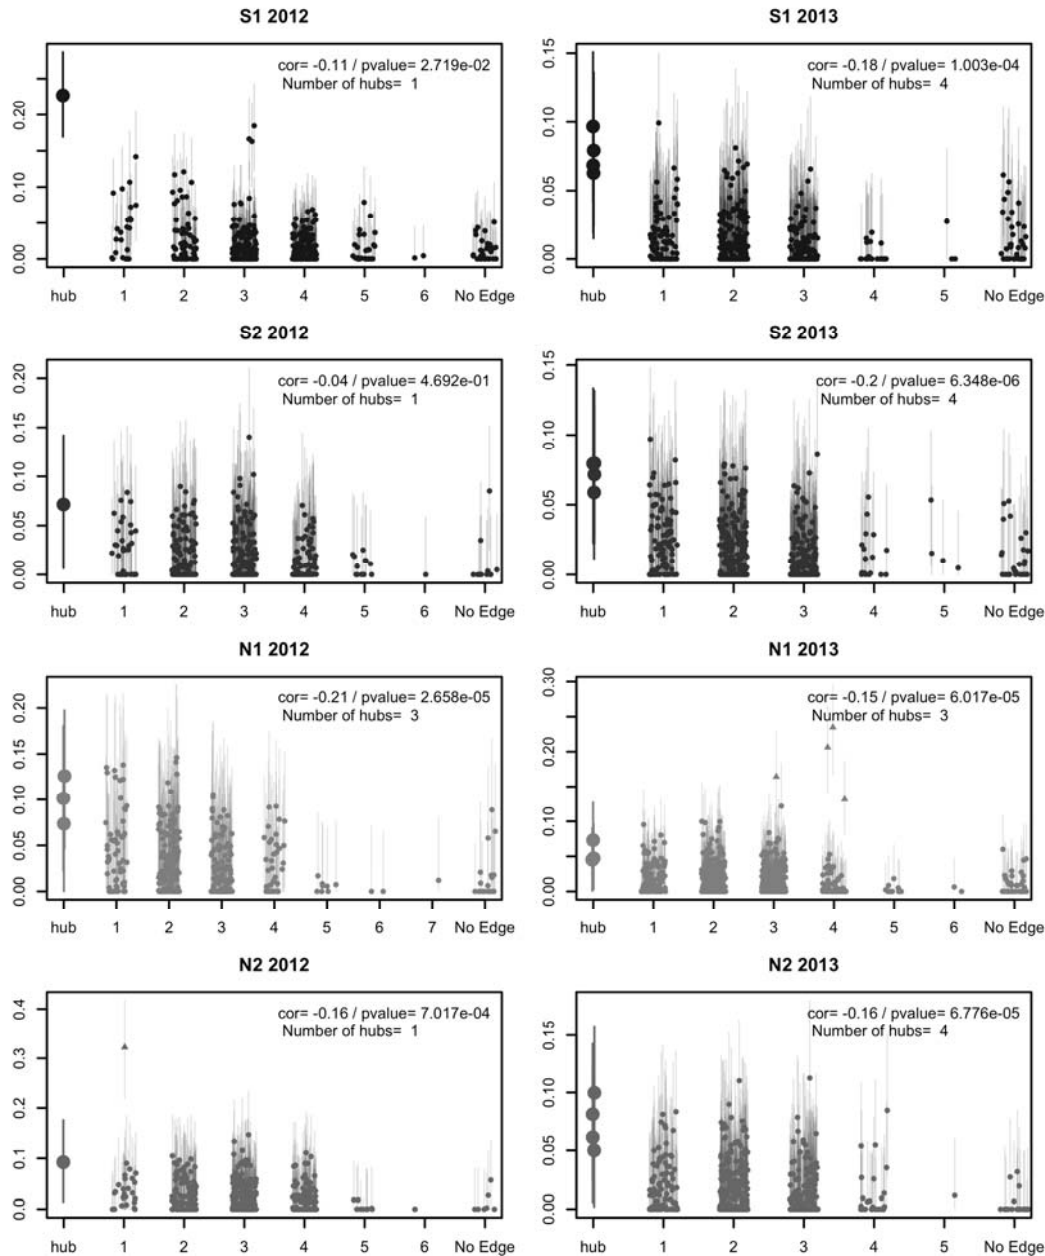 S1 2012
cor= -0.11 / pvalue= 2.719e-02
Number of hubs= 1
0.20
0.10
0.00
hub 1 2 3 4 5 6 No Edge
S1 2013
cor= -0.18 / pvalue= 1.003e-04
Number of hubs= 4
0.15
0.10
0.05
0.00
hub 1 2 3 4 5 No Edge
S2 2012
cor= -0.04 / pvalue= 4.692e-01
Number of hubs= 1
0.20
0.15
0.10
0.05
0.00
hub 1 2 3 4 5 6 No Edge
S2 2013
cor= -0.2 / pvalue= 6.348e-06
Number of hubs= 4
0.15
0.10
0.05
0.00
hub 1 2 3 4 5 No Edge
N1 2012
cor= -0.21 / pvalue= 2.658e-05
Number of hubs= 3
0.20
0.15
0.10
0.05
0.00
hub 1 2 3 4 5 6 7 No Edge
N1 2013
cor= -0.15 / pvalue= 6.017e-05
Number of hubs= 3
0.30
0.20
0.10
0.00
hub 1 2 3 4 5 6 No Edge
N2 2012
cor= -0.16 / pvalue= 7.017e-04
Number of hubs= 1
0.4
0.3
0.2
0.1
0.0
hub 1 2 3 4 5 6 No Edge
N2 2013
cor= -0.16 / pvalue= 6.776e-05
Number of hubs= 4
0.15
0.10
0.05
0.00
hub 1 2 3 4 5 No Edge